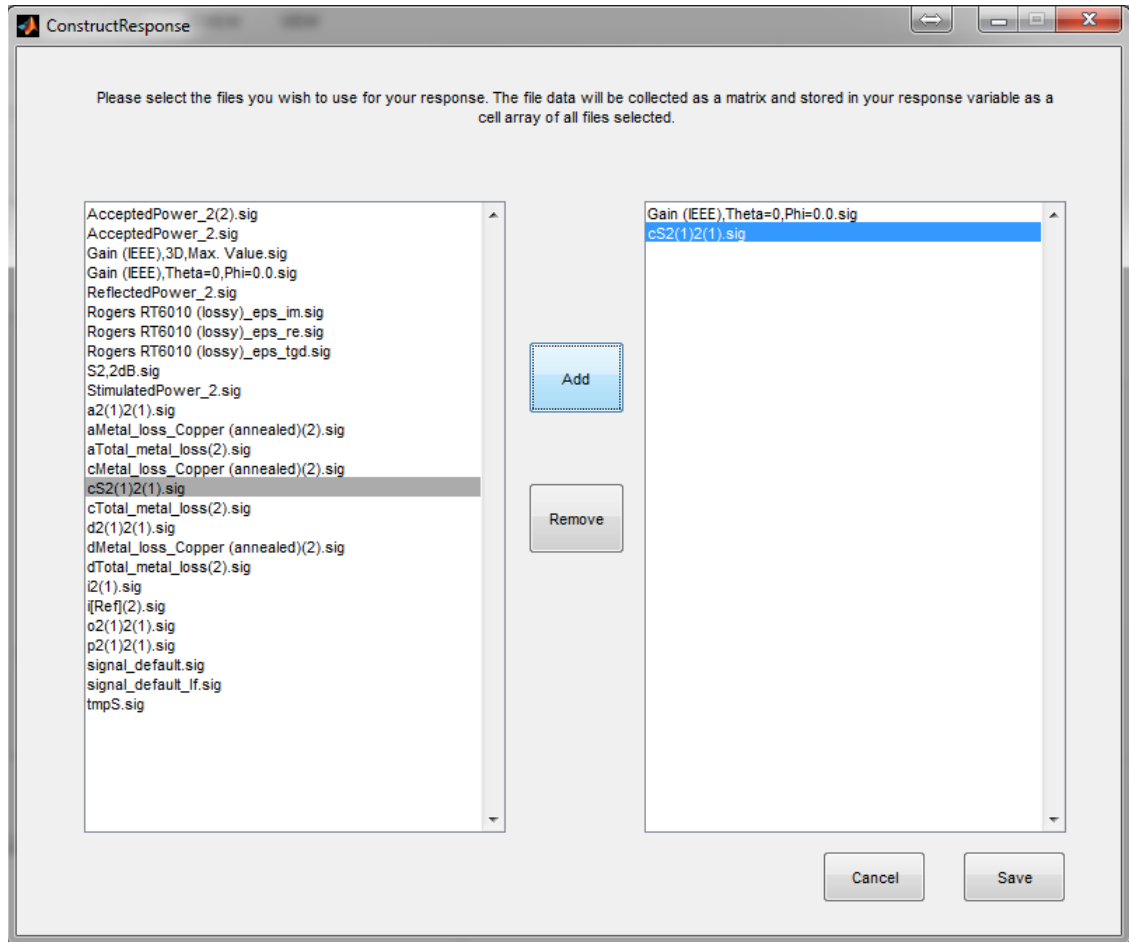 ConstructResponse
Please select the files you wish to use for your response. The file data will be collected as a matrix and stored in your response variable as a
cell array of all files selected.
AcceptedPower_2(2).sig
AcceptedPower_2.sig
Gain (IEEE),3D,Max. Value.sig
Gain (IEEE),Theta=0,Phi=0.0.sig
ReflectedPower_2.sig
Rogers RT6010 (lossy)_eps_im.sig
Rogers RT6010 (lossy)_eps_re.sig
Rogers RT6010 (lossy)_eps_tgd.sig
S2,2dB.sig
StimulatedPower_2.sig
a2(1)2(1).sig
aMetal_loss_Copper (annealed)(2).sig
aTotal_metal_loss(2).sig
cMetal_loss_Copper (annealed)(2).sig
cS2(1)2(1).sig
cTotal_metal_loss(2).sig
d2(1)2(1).sig
dMetal_loss_Copper (annealed)(2).sig
dTotal_metal_loss(2).sig
i2(1).sig
i[Ref](2).sig
o2(1)2(1).sig
p2(1)2(1).sig
signal_default.sig
signal_default_lf.sig
tmpS.sig
Add
Remove
Gain (IEEE),Theta=0,Phi=0.0.sig
cS2(1)2(1).sig
Cancel
Save